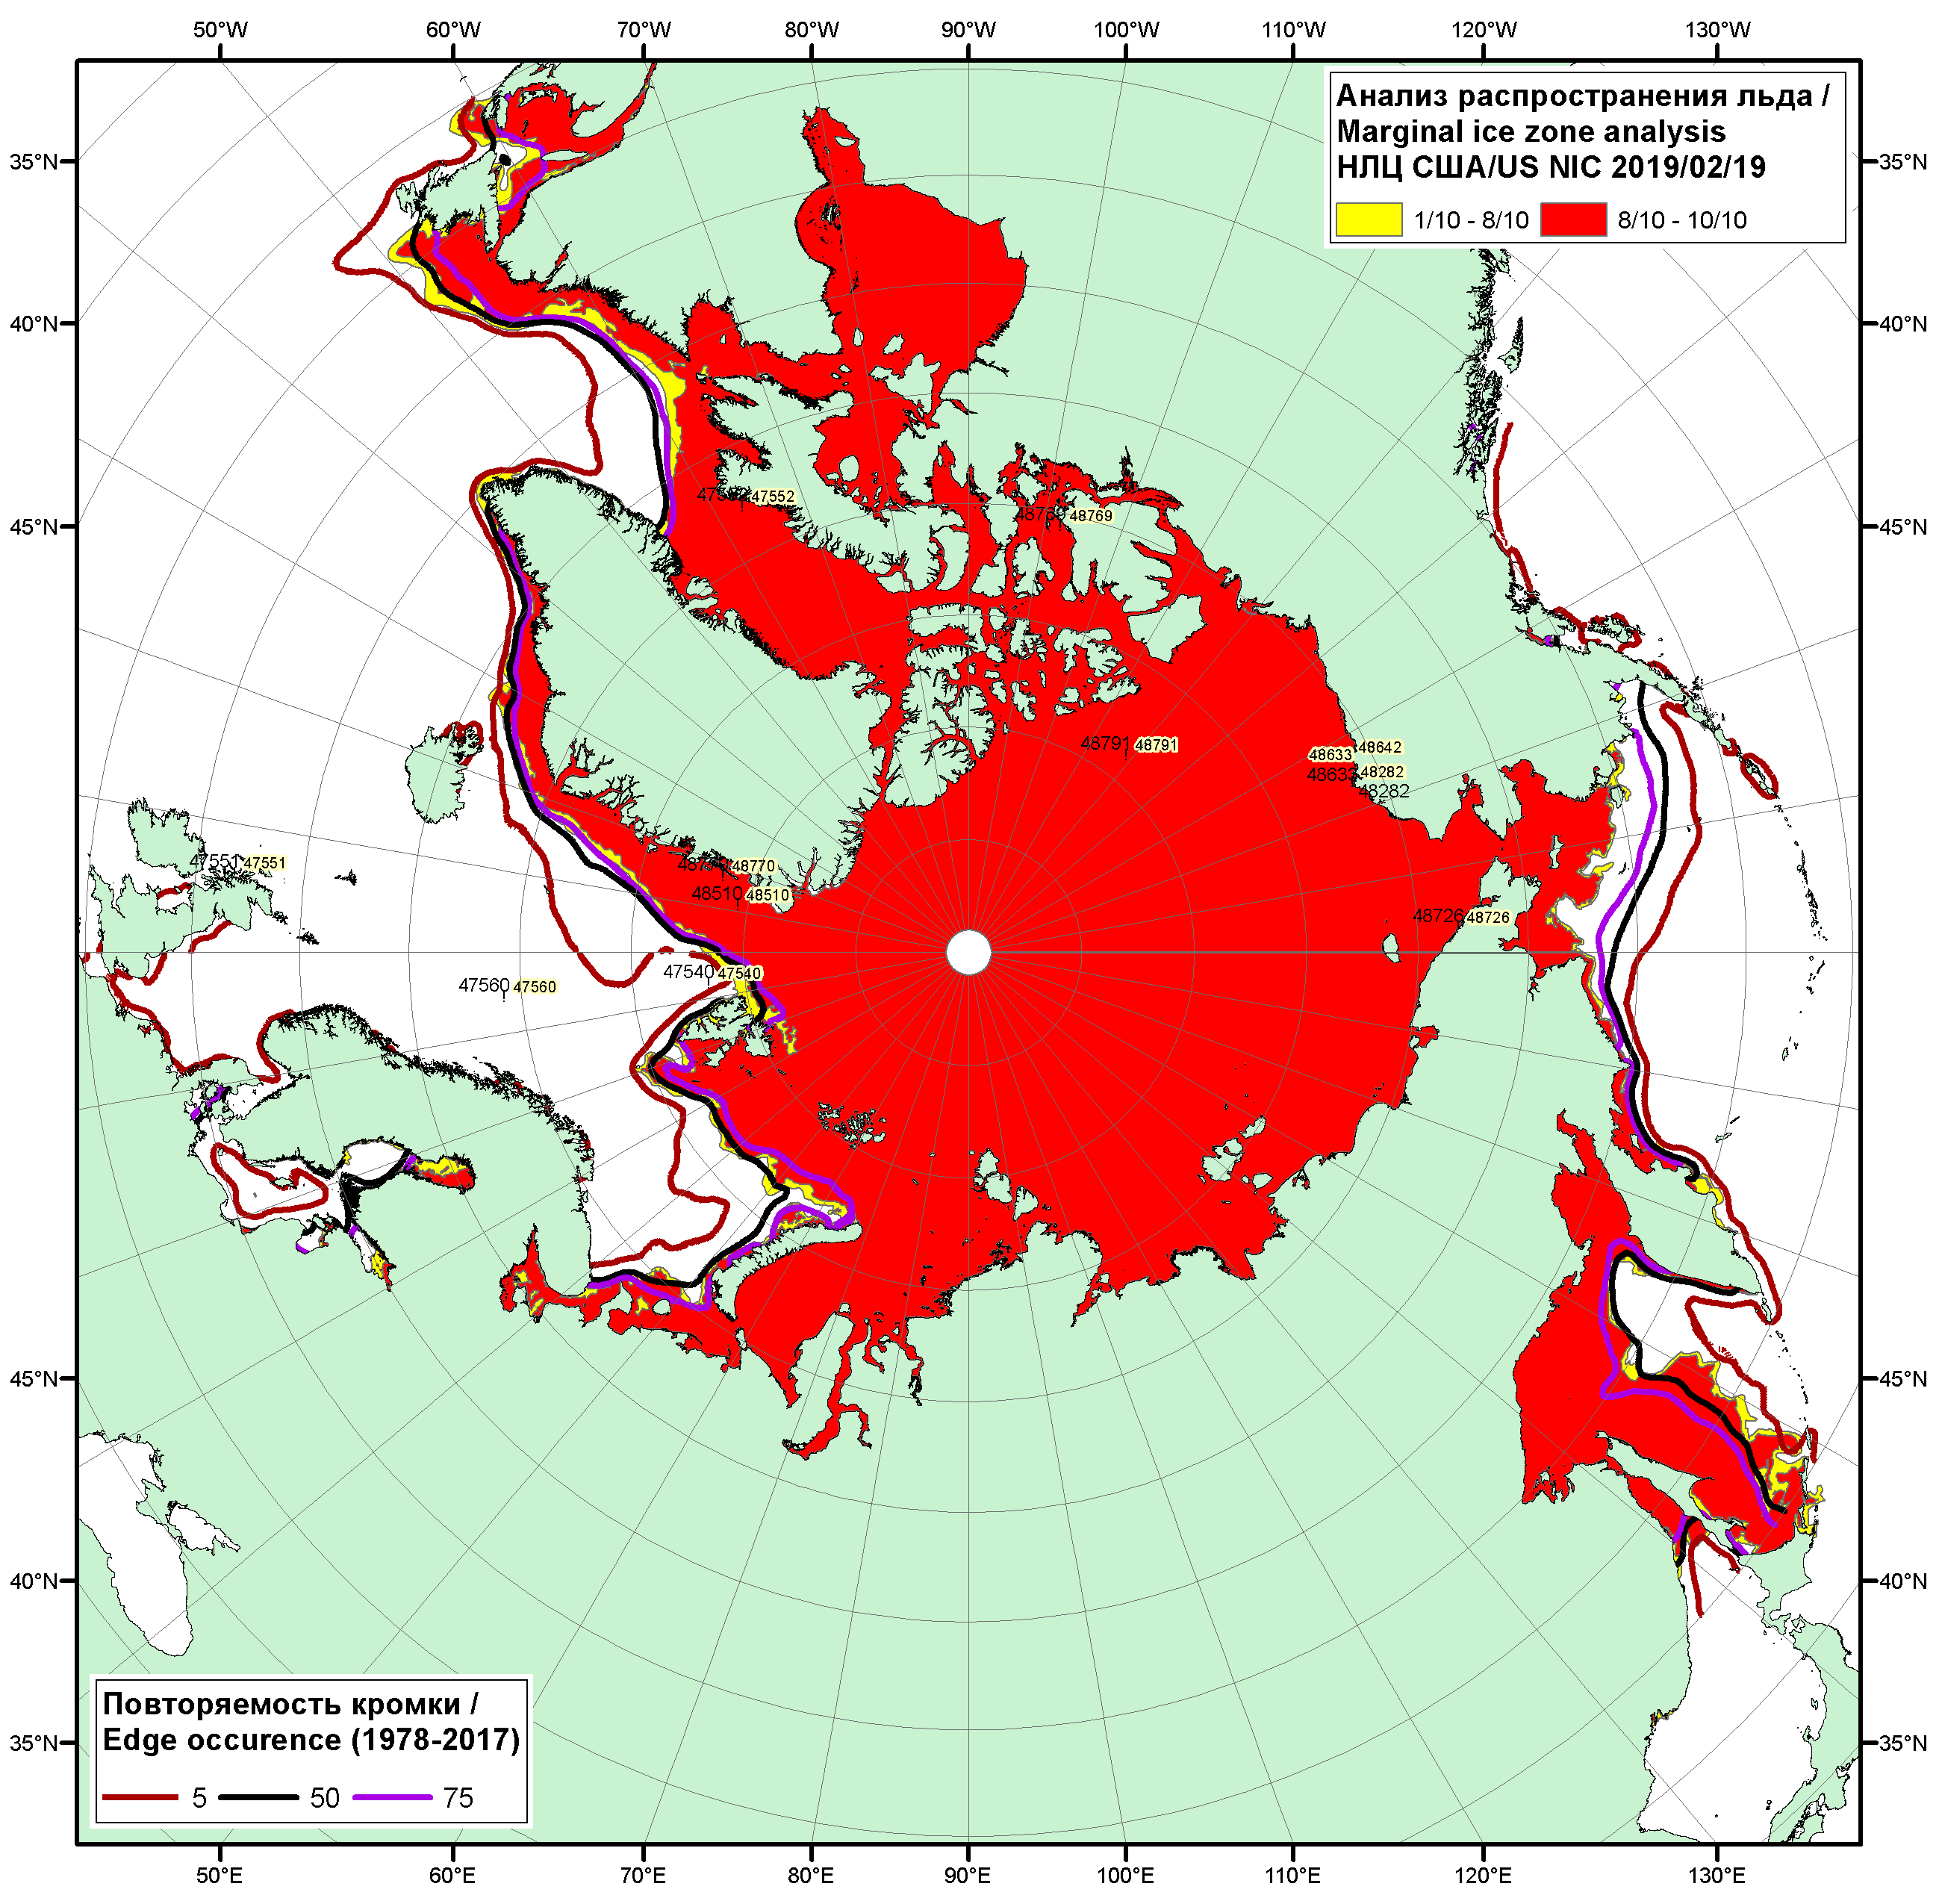 50°W 60°W 70°W 80°W 90°W 100°W 110°W 120°W 130°W
Анализ распространения льда /
Marginal ice zone analysis
НЛЦ США/US NIC 2019/02/19
1/10 - 8/10 8/10 - 10/10
35°N 35°N
40°N 40°N
45°N 45°N
47552
48769 48769
48791 48791
48642
48633
48633 48282
48282
47551 47551
48770
48510 48510
48726 48726
47540 47540
47560 47560
45°N 45°N
40°N 40°N
35°N 35°N
Повторяемость кромки /
Edge occurence (1978-2017)
5 50 75
50°E 60°E 70°E 80°E 90°E 100°E 110°E 120°E 130°E